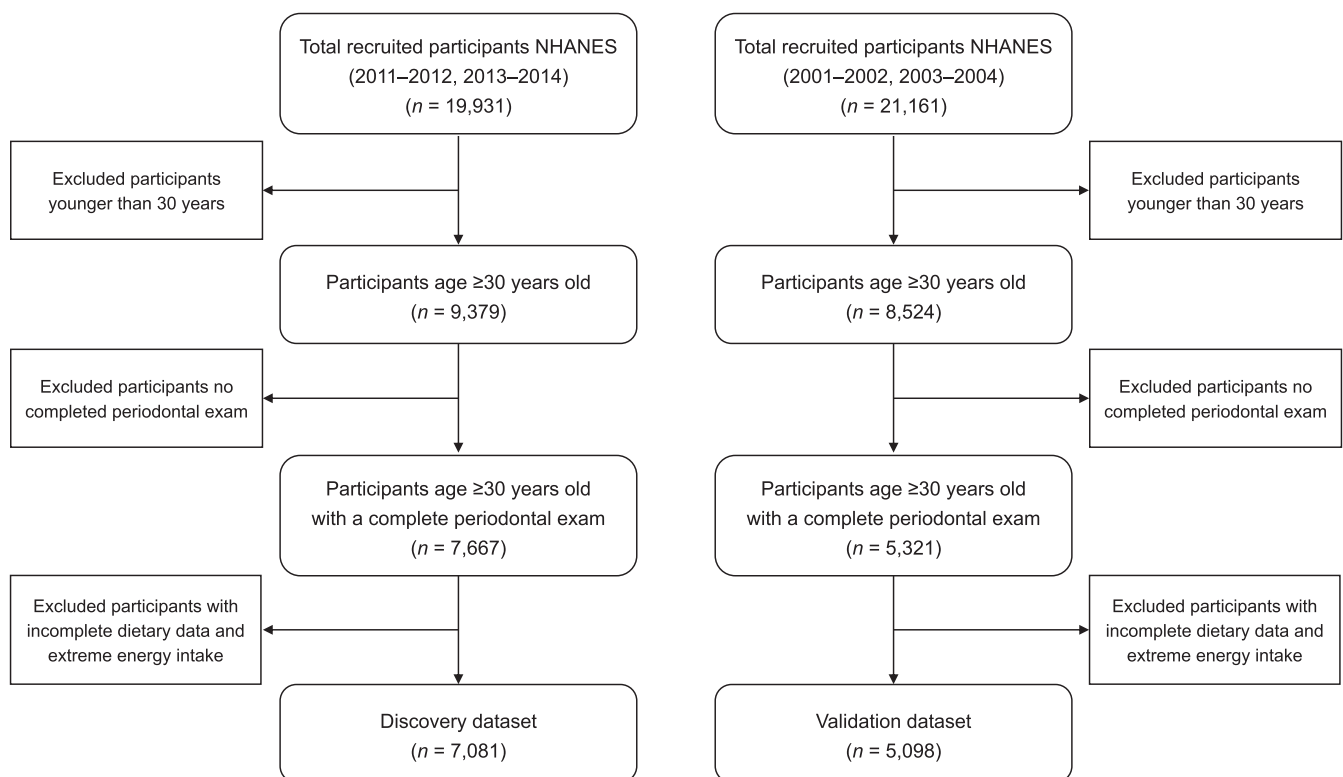 Total recruited participants NHANES
(2011–2012, 2013–2014)
(n = 19,931)
Excluded participants
younger than 30 years
Participants age ≥30 years old
(n = 9,379)
Excluded participants no
completed periodontal exam
Participants age ≥30 years old
with a complete periodontal exam
(n = 7,667)
Excluded participants with
incomplete dietary data and
extreme energy intake
Discovery dataset
(n = 7,081)
Total recruited participants NHANES
(2001–2002, 2003–2004)
(n = 21,161)
Excluded participants
younger than 30 years
Participants age ≥30 years old
(n = 8,524)
Excluded participants no
completed periodontal exam
Participants age ≥30 years old
with a complete periodontal exam
(n = 5,321)
Excluded participants with
incomplete dietary data and
extreme energy intake
Validation dataset
(n = 5,098)